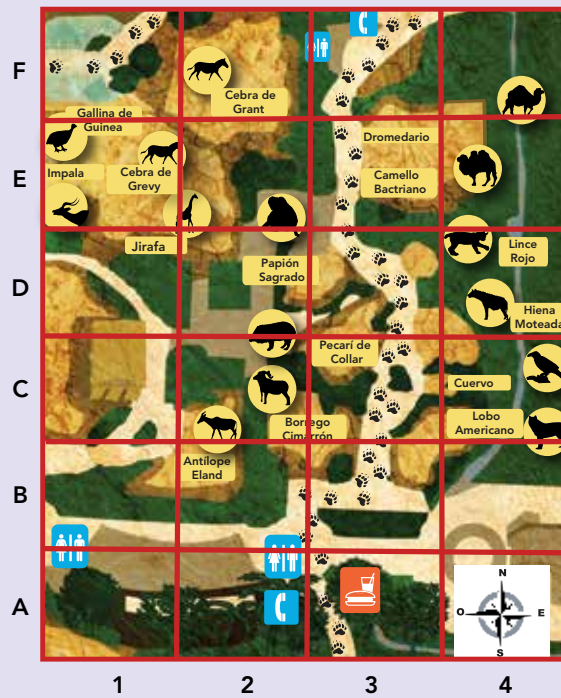 F
Cebra de
Grant
Gallina de
Guinea
Dromedario
E
Impala
Cebra de
Grevy
Camello
Bactriano
Jirafa
Lince
Rojo
D
Papión
Sagrado
Hiena
Moteada
Pecarí de
Collar
C
Cuervo
Borrego
Cimarrón
Lobo
Americano
Antílope
Eland
B
A
N
O
E
S
1
2
3
4